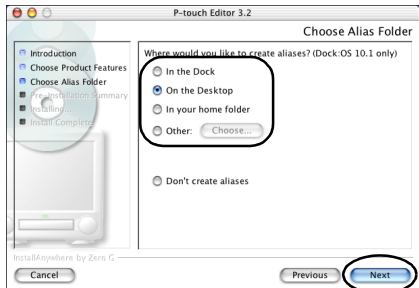 P-touch Editor 3.2
Choose Alias Folder
Introduction
Choose Product Features
Choose Alias Folder
Pre-Installation Summary
Installing...
Install Complete
Where would you like to create aliases? (Dock:OS 10.1 only)
In the Dock
On the Desktop
In your home folder
Other: Choose...
Don't create aliases
InstallAnywhere by Zero G
Cancel Previous Next